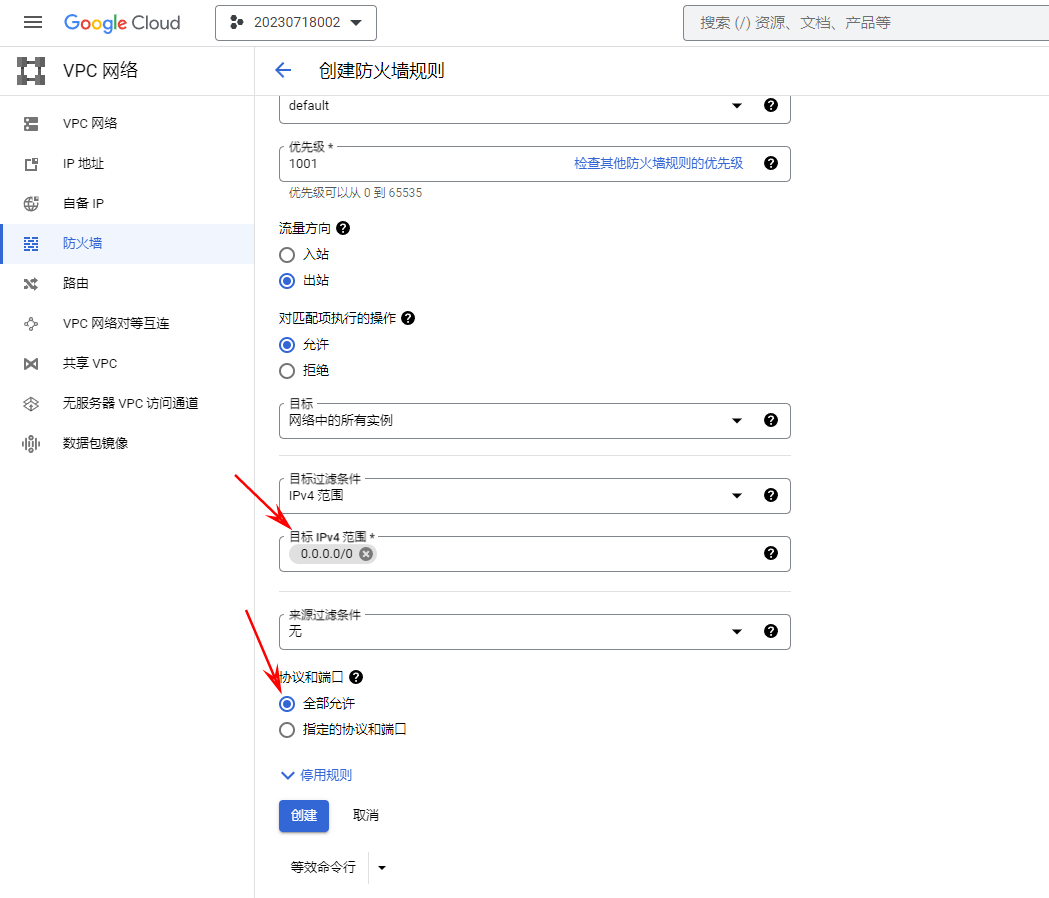 Google Cloud
20230718002
搜索 (/) 资源、文档、产品等
VPC 网络
创建防火墙规则
VPC 网络
IP 地址
自备 IP
防火墙
路由
VPC 网络对等互连
共享 VPC
无服务器 VPC 访问通道
数据包镜像
default
优先级 *
1001
检查其他防火墙规则的优先级
优先级可以从 0 到 65535
流量方向
入站
出站
对匹配项执行的操作
允许
拒绝
目标
网络中的所有实例
目标过滤条件
IPv4 范围
目标 IPv4 范围 *
0.0.0.0/0
来源过滤条件
无
协议和端口
全部允许
指定的协议和端口
停用规则
创建
取消
等效命令行